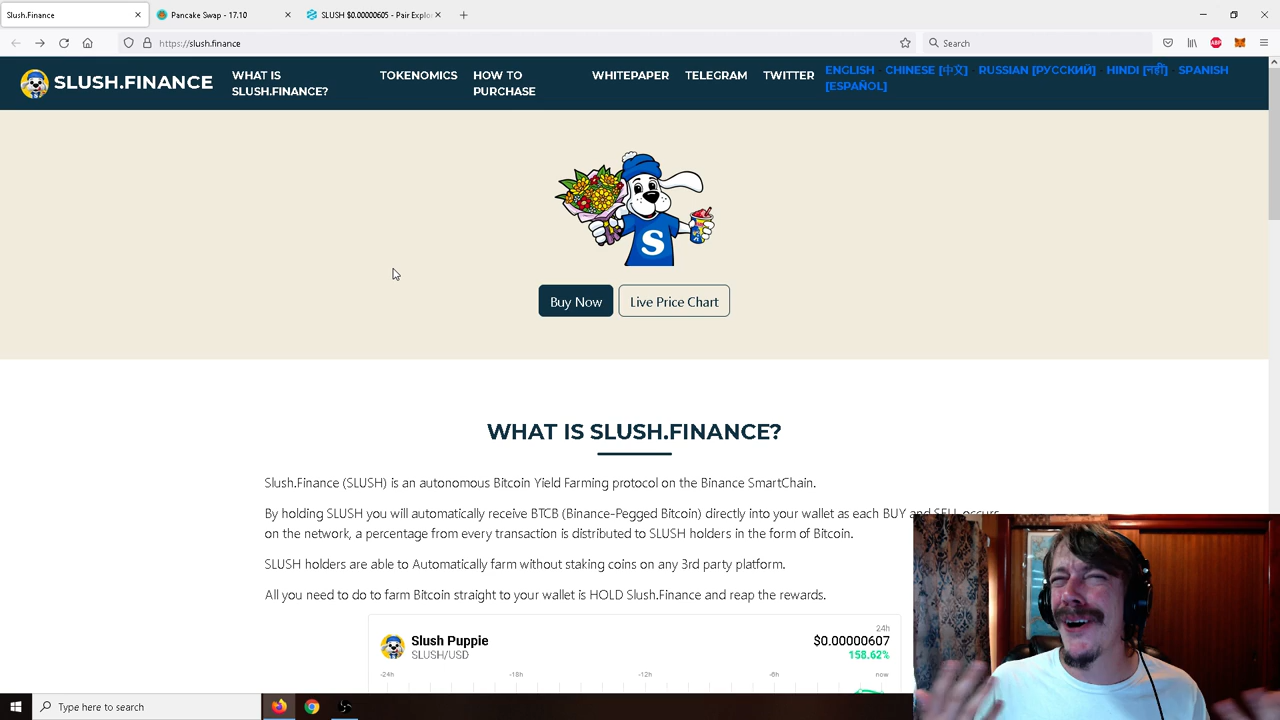 Slush.Finance
Pancake Swap - 17.10
SLUSH $0.00000605 - Pair Explo
https://slush.finance
Search
ABP
SLUSH.FINANCE
WHAT IS
SLUSH.FINANCE?
TOKENOMICS
HOW TO
PURCHASE
WHITEPAPER
TELEGRAM
TWITTER
ENGLISH CHINESE [中文] RUSSIAN [РУССКИЙ] HINDI [नहीं] SPANISH
[ESPAÑOL]
S
Buy Now
Live Price Chart
WHAT IS SLUSH.FINANCE?
Slush.Finance (SLUSH) is an autonomous Bitcoin Yield Farming protocol on the Binance SmartChain.
By holding SLUSH you will automatically receive BTCB (Binance-Pegged Bitcoin) directly into your wallet as each BUY and SELL occurs
on the network, a percentage from every transaction is distributed to SLUSH holders in the form of Bitcoin.
SLUSH holders are able to Automatically farm without staking coins on any 3rd party platform.
All you need to do to farm Bitcoin straight to your wallet is HOLD Slush.Finance and reap the rewards.
Slush Puppie
SLUSH/USD
24h
$0.00000607
158.62%
-24h
-18h
-12h
-6h
now
Type here to search